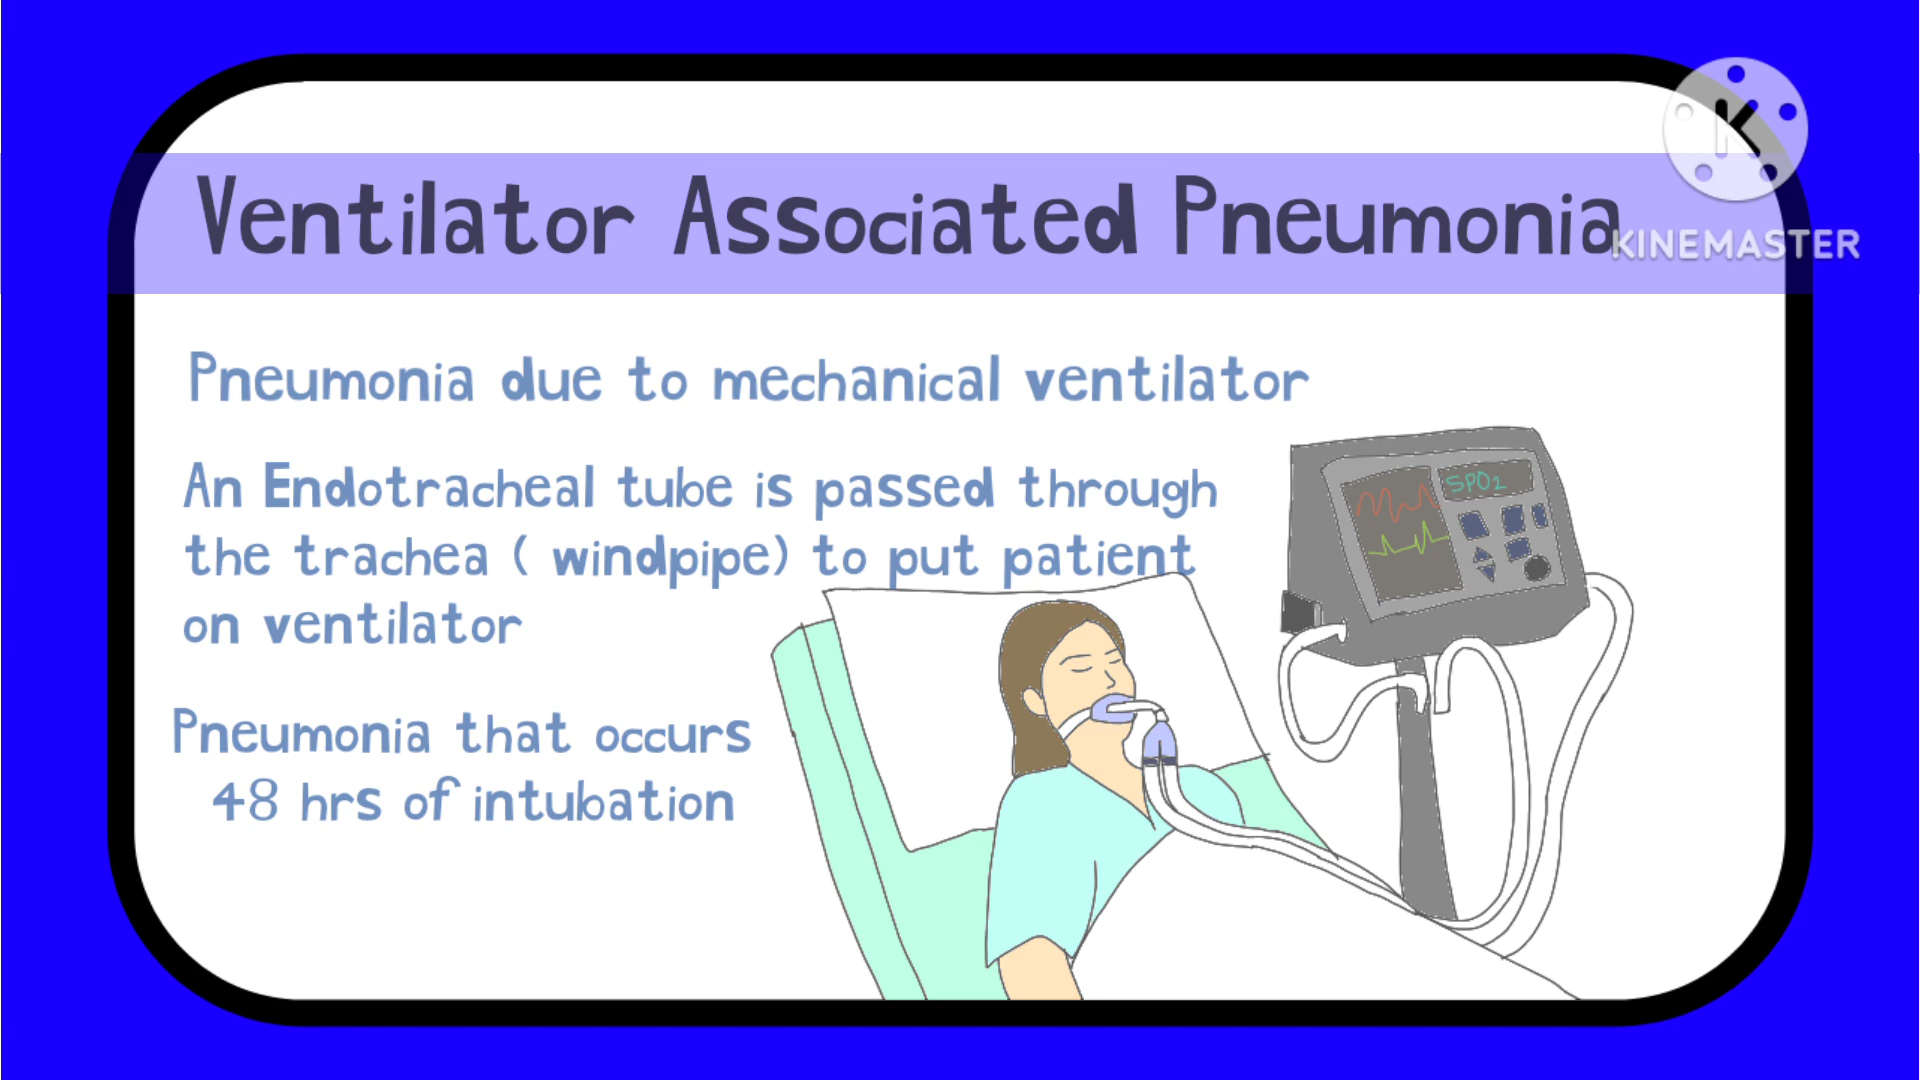 Ventilator Associated Pneumonia
K
KINEMASTER
Pneumonia due to mechanical ventilator
An Endotracheal tube is passed through
the trachea ( windpipe) to put patient
on ventilator
SPO2
Pneumonia that occurs
48 hrs of intubation